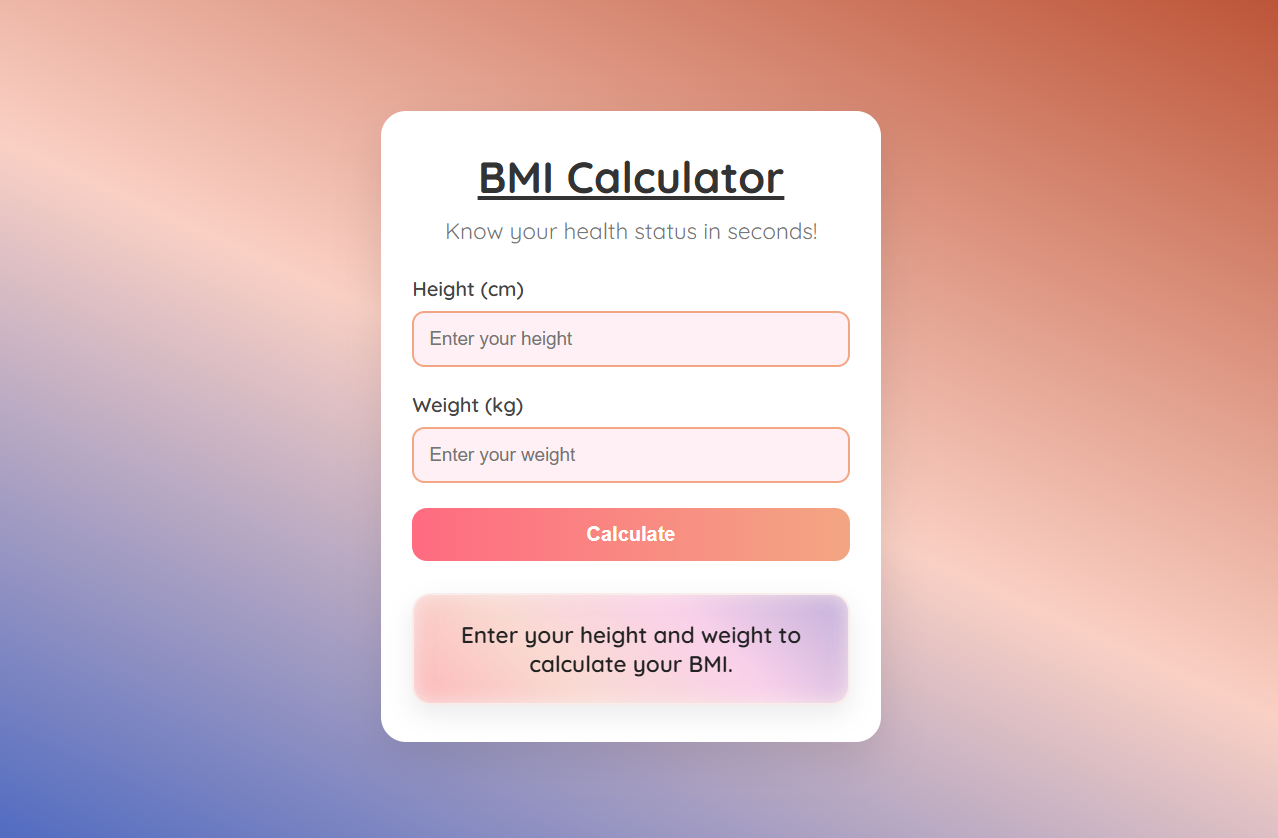 BMI Calculator
Know your health status in seconds!
Height (cm)
Enter your height
Weight (kg)
Enter your weight
Calculate
Enter your height and weight to
calculate your BMI.